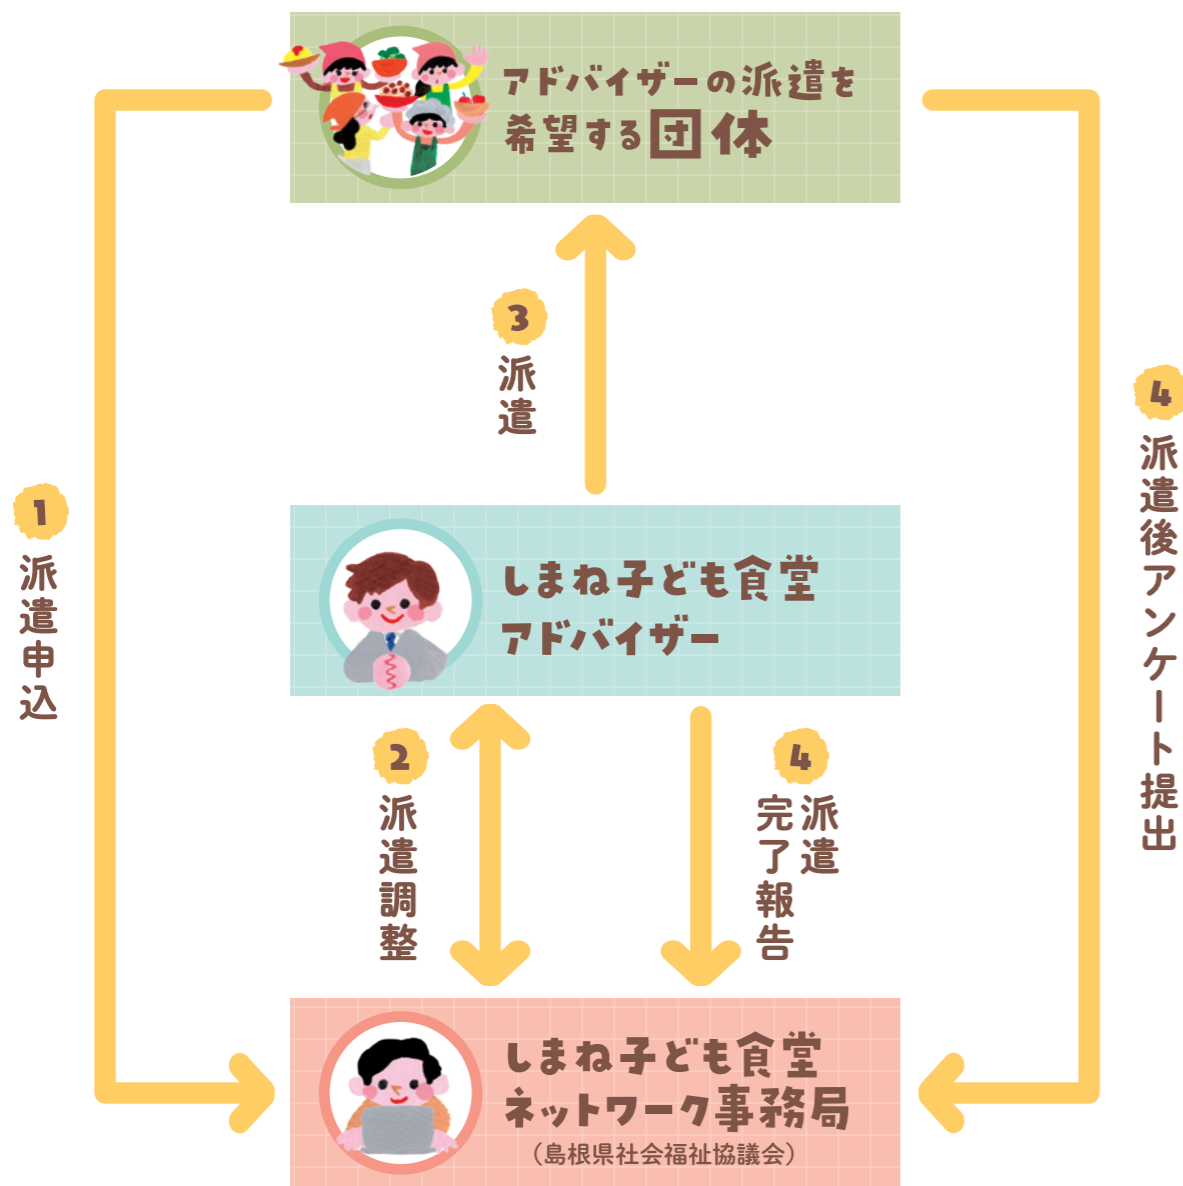 アドバイザーの派遣を
希望する団体
1
派遣申込
3
派遣
しまね子ども食堂
アドバイザー
2
派遣調整
4
派遣
完了報告
4
派遣後アンケート提出
しまね子ども食堂
ネットワーク事務局
（島根県社会福祉協議会）